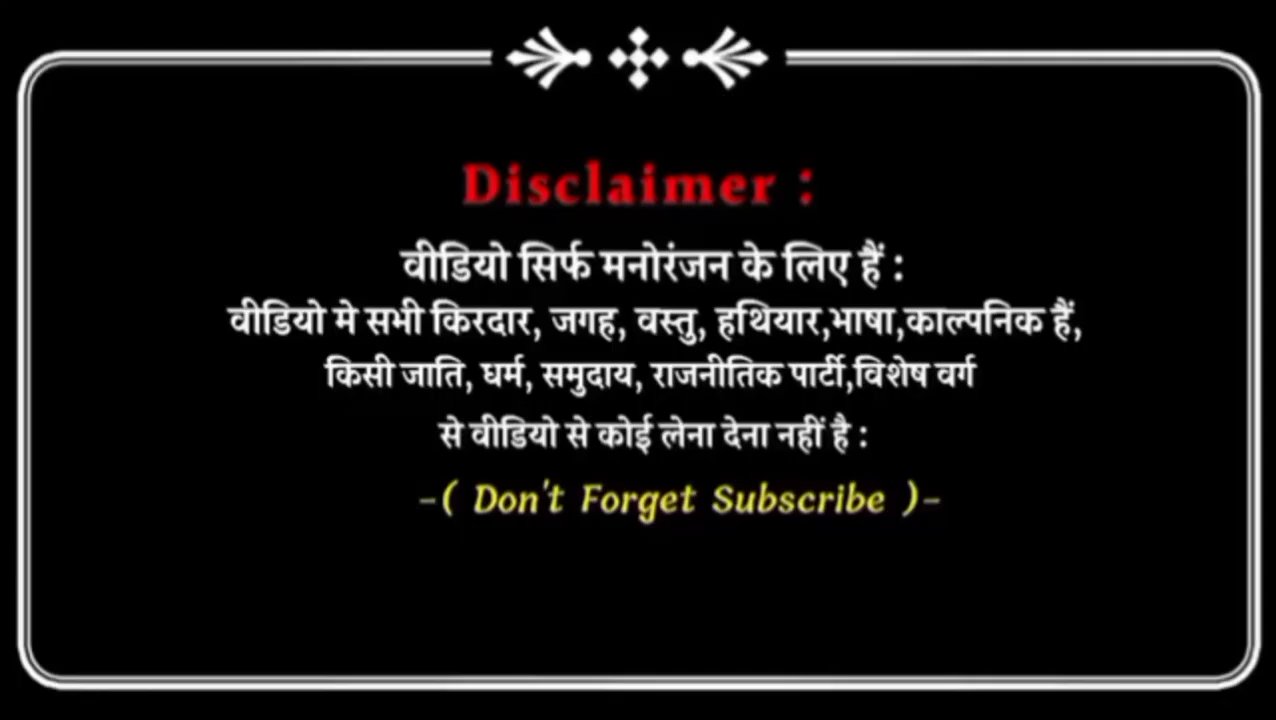 Disclaimer :
वीडियो सिर्फ मनोरंजन के लिए हैं :
वीडियो मे सभी किरदार, जगह, वस्तु, हथियार,भाषा,काल्पनिक हैं,
किसी जाति, धर्म, समुदाय, राजनीतिक पार्टी,विशेष वर्ग
से वीडियो से कोई लेना देना नहीं है :
-( Don't Forget Subscribe )-